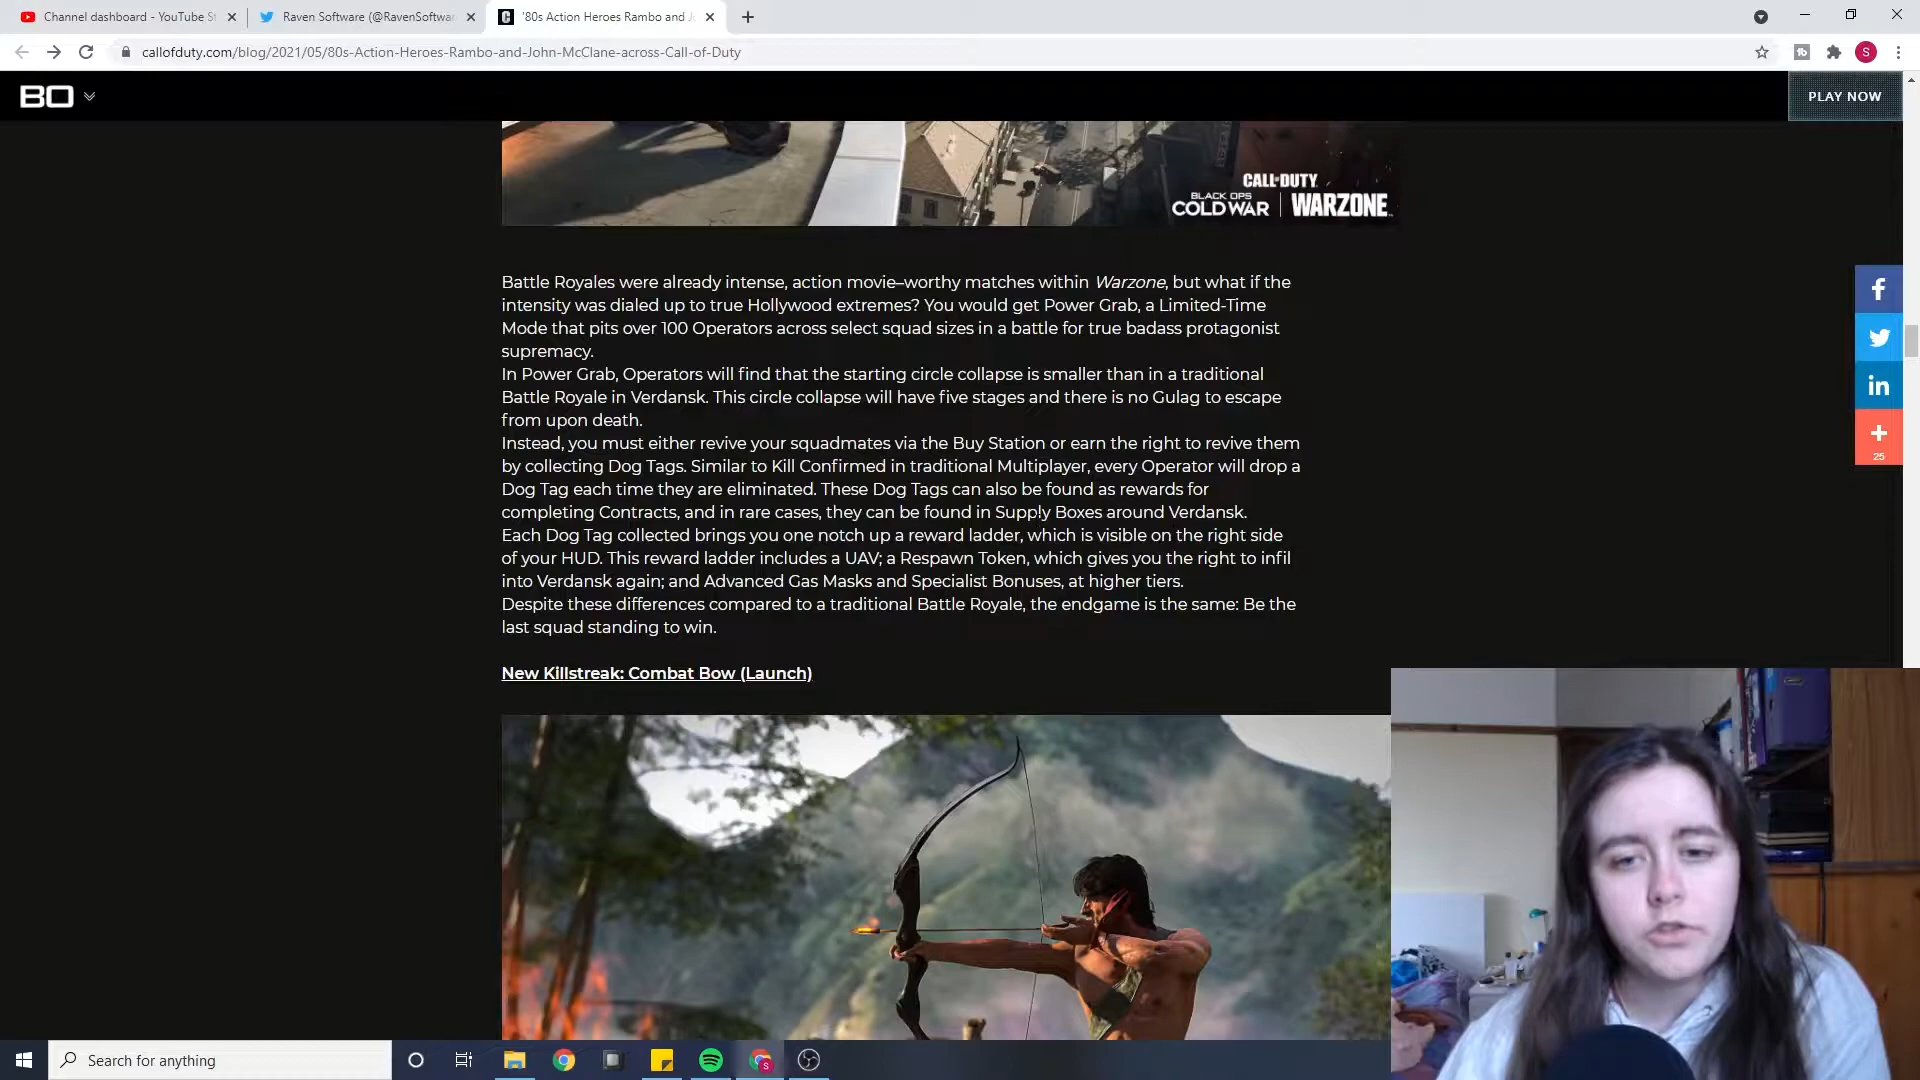 Channel dashboard - YouTube St
Raven Software (@RavenSoftwar
'80s Action Heroes Rambo and Jo
callofduty.com/blog/2021/05/80s-Action-Heroes-Rambo-and-John-McClane-across-Call-of-Duty
S
BO
PLAY NOW
CALL OF DUTY
BLACK OPS
COLD WAR | WARZONE
Battle Royales were already intense, action movie–worthy matches within Warzone, but what if the
intensity was dialed up to true Hollywood extremes? You would get Power Grab, a Limited-Time
Mode that pits over 100 Operators across select squad sizes in a battle for true badass protagonist
supremacy.
In Power Grab, Operators will find that the starting circle collapse is smaller than in a traditional
Battle Royale in Verdansk. This circle collapse will have five stages and there is no Gulag to escape
from upon death.
Instead, you must either revive your squadmates via the Buy Station or earn the right to revive them
by collecting Dog Tags. Similar to Kill Confirmed in traditional Multiplayer, every Operator will drop a
Dog Tag each time they are eliminated. These Dog Tags can also be found as rewards for
completing Contracts, and in rare cases, they can be found in Supply Boxes around Verdansk.
Each Dog Tag collected brings you one notch up a reward ladder, which is visible on the right side
of your HUD. This reward ladder includes a UAV; a Respawn Token, which gives you the right to infil
into Verdansk again; and Advanced Gas Masks and Specialist Bonuses, at higher tiers.
Despite these differences compared to a traditional Battle Royale, the endgame is the same: Be the
last squad standing to win.
25
New Killstreak: Combat Bow (Launch)
Search for anything